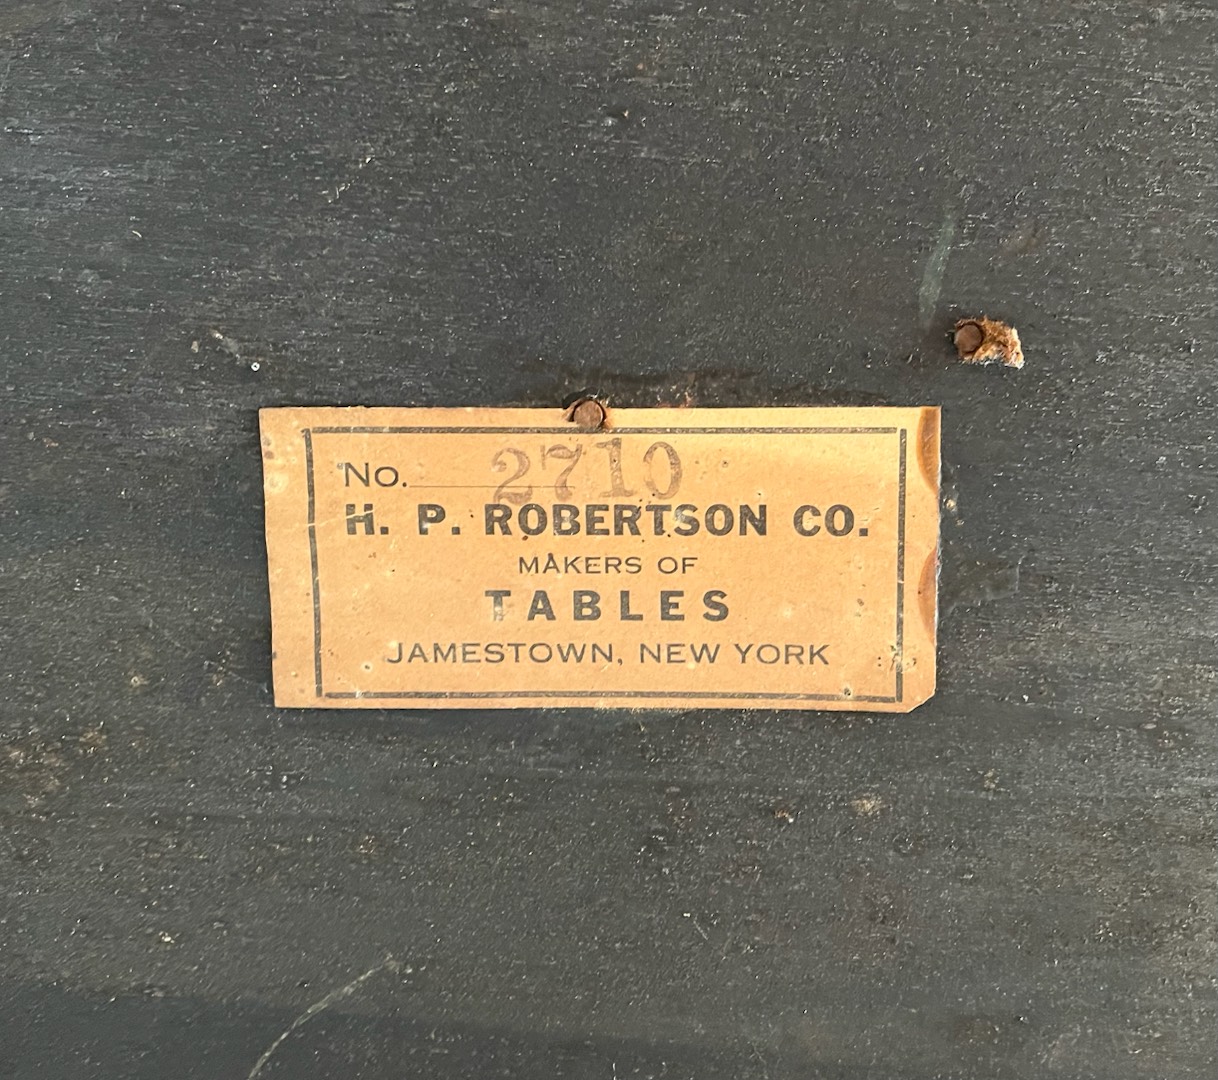 No. 2710
H. P. ROBERTSON CO.
MAKERS OF
TABLES
JAMESTOWN, NEW YORK